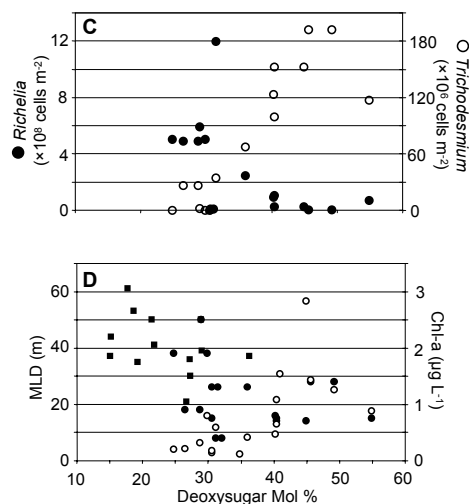 C
12
8
4
0
180
120
60
0
● Richelia
(×10⁸ cells m⁻²)
○ Trichodesmium
(×10⁶ cells m⁻²)
D
60
40
20
0
3
2
1
0
MLD (m)
Chl-a (µg L⁻¹)
10 20 30 40 50 60
Deoxysugar Mol %